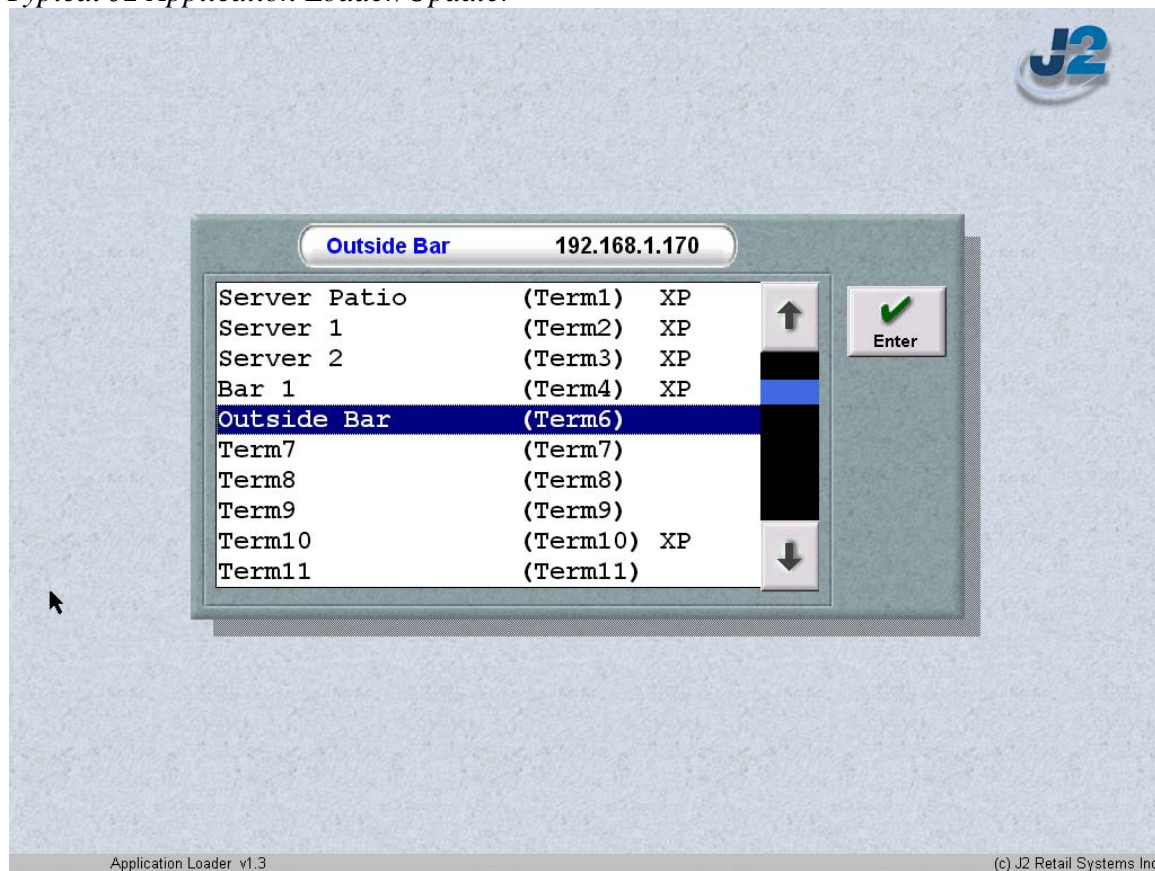 Typical J2 Application Loader/Updater
J2
Outside Bar 192.168.1.170
Server Patio (Term1) XP
Server 1 (Term2) XP
Server 2 (Term3) XP
Bar 1 (Term4) XP
Outside Bar (Term6)
Term7 (Term7)
Term8 (Term8)
Term9 (Term9)
Term10 (Term10) XP
Term11 (Term11)
Enter
Application Loader v1.3 (c) J2 Retail Systems Inc